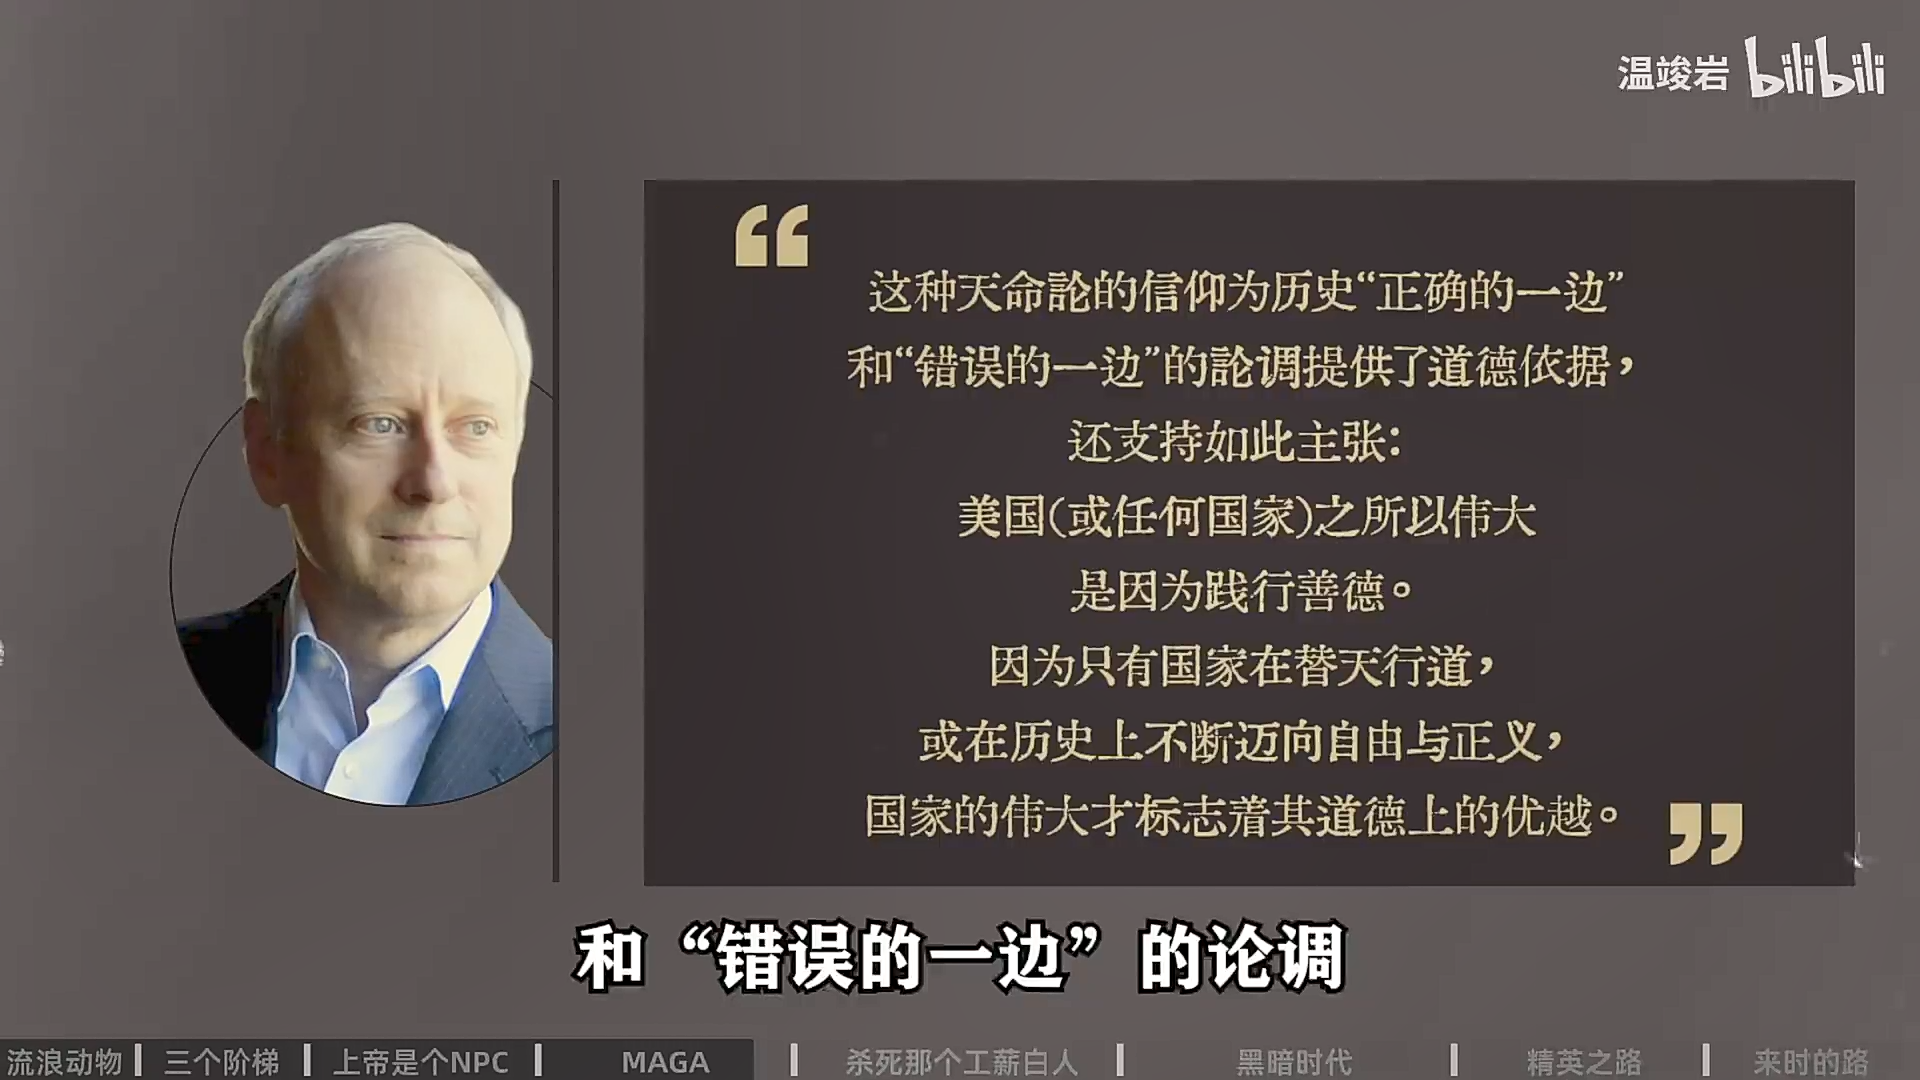 温竣岩 bilibili
这种天命論的信仰为历史“正确的一边”
和“错误的一边”的論调提供了道德依据，
还支持如此主张：
美国(或任何国家)之所以伟大
是因为践行善德。
因为只有国家在替天行道，
或在历史上不断迈向自由与正义，
国家的伟大才标志着其道德上的优越。
和“错误的一边”的论调
流浪动物 三个阶梯 上帝是个NPC MAGA 杀死那个工薪白人 黑暗时代 精英之路 来时的路